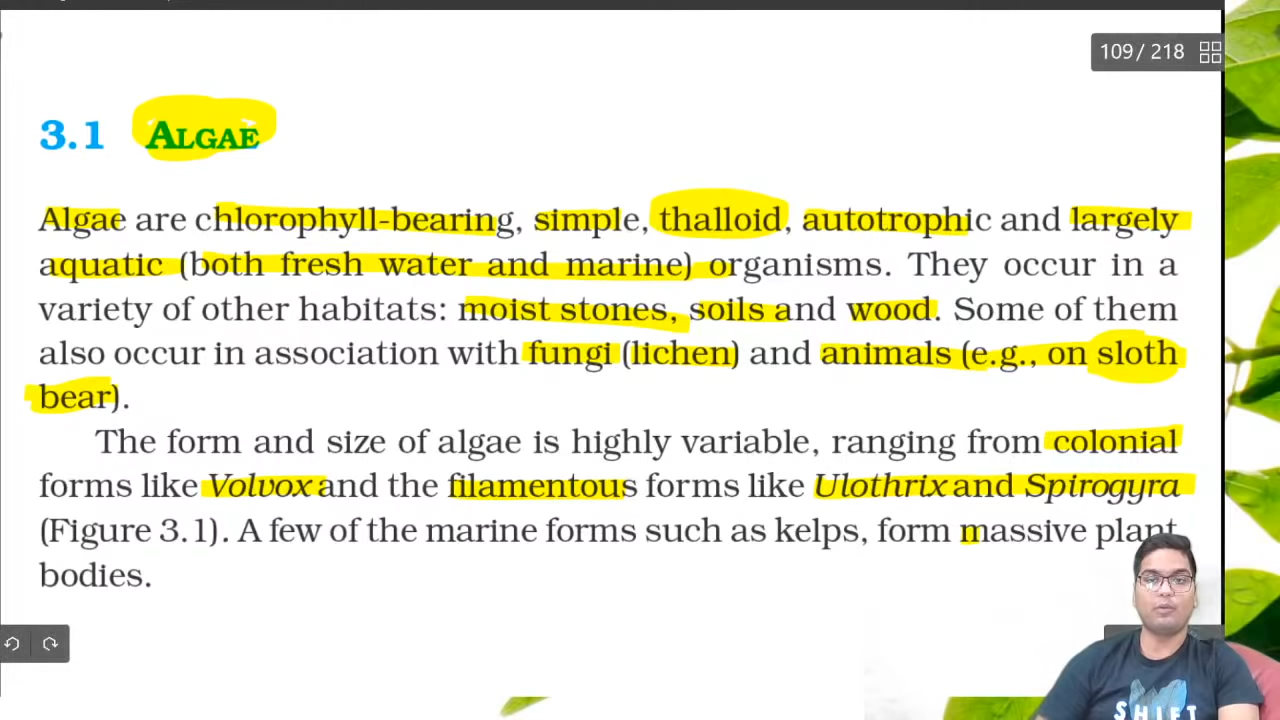 109 / 218
3.1 ALGAE
Algae are chlorophyll-bearing, simple, thalloid, autotrophic and largely
aquatic (both fresh water and marine) organisms. They occur in a
variety of other habitats: moist stones, soils and wood. Some of them
also occur in association with fungi (lichen) and animals (e.g., on sloth
bear).
The form and size of algae is highly variable, ranging from colonial
forms like Volvox and the filamentous forms like Ulothrix and Spirogyra
(Figure 3.1). A few of the marine forms such as kelps, form massive plant
bodies.
SHIFT